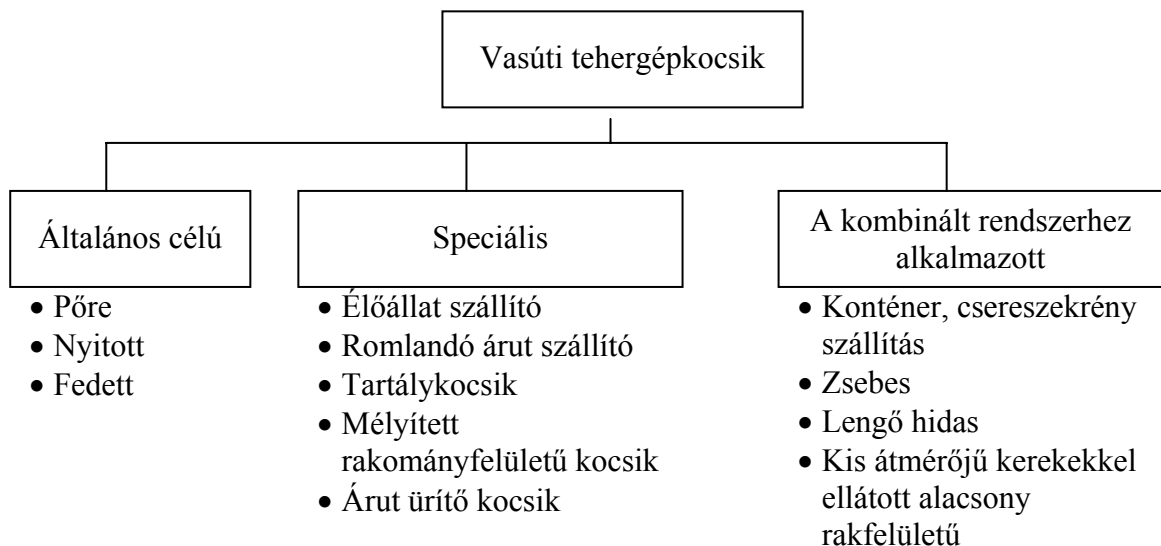 Vasúti tehergépkocsik
Általános célú
• Pőre
• Nyitott
• Fedett
Speciális
• Élőállat szállító
• Romlandó árut szállító
• Tartálykocsik
• Mélyített
rakományfelületű kocsik
• Árut ürítő kocsik
A kombinált rendszerhez
alkalmazott
• Konténer, csereszekrény
szállítás
• Zsebes
• Lengő hidas
• Kis átmérőjű kerekekkel
ellátott alacsony
rakfelületű